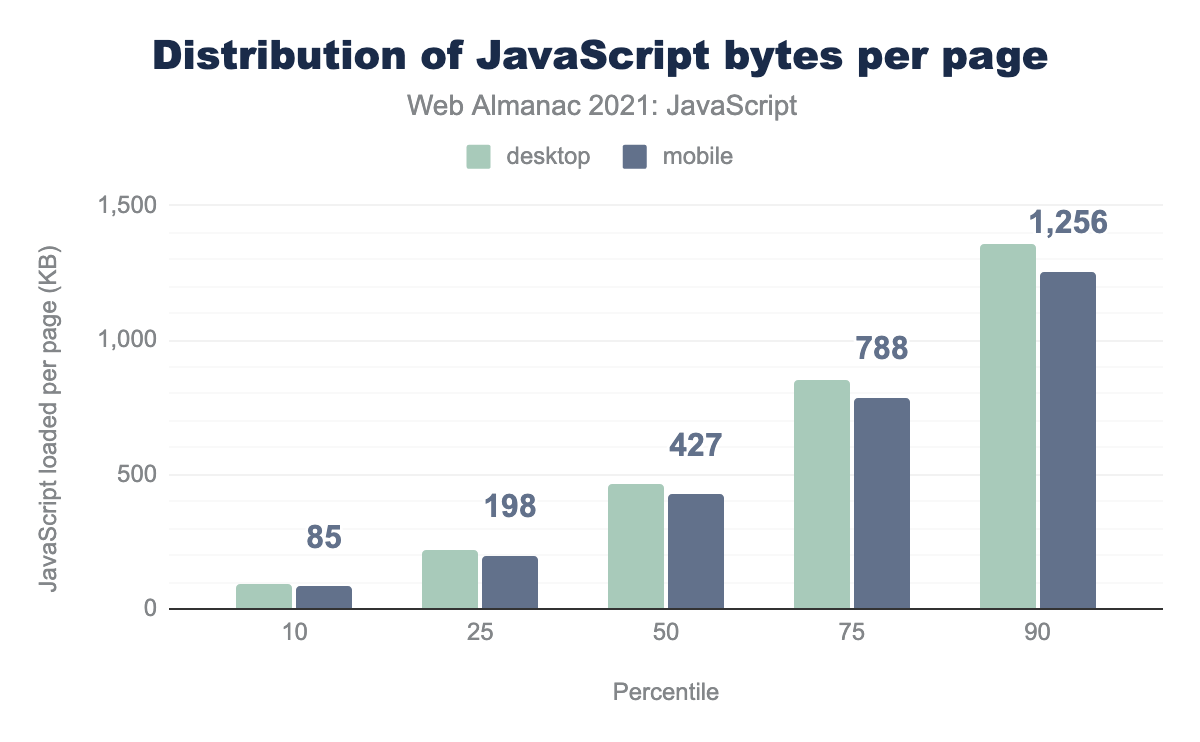 Distribution of JavaScript bytes per page
Web Almanac 2021: JavaScript
desktop mobile
JavaScript loaded per page (KB)
1,500
1,000
500
0
85
198
427
788
1,256
10 25 50 75 90
Percentile